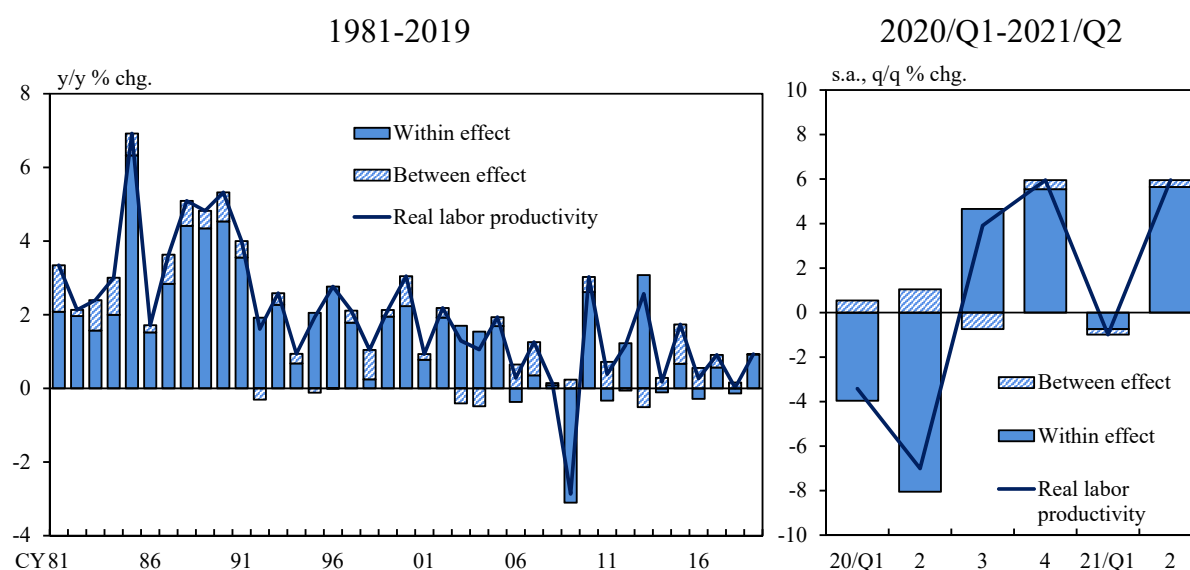 1981-2019
y/y % chg.
8
6
4
2
0
-2
-4
Within effect
Between effect
Real labor productivity
CY 81 86 91 96 01 06 11 16
2020/Q1-2021/Q2
s.a., q/q % chg.
10
8
6
4
2
0
-2
-4
-6
-8
-10
Between effect
Within effect
Real labor
productivity
20/Q1 2 3 4 21/Q1 2